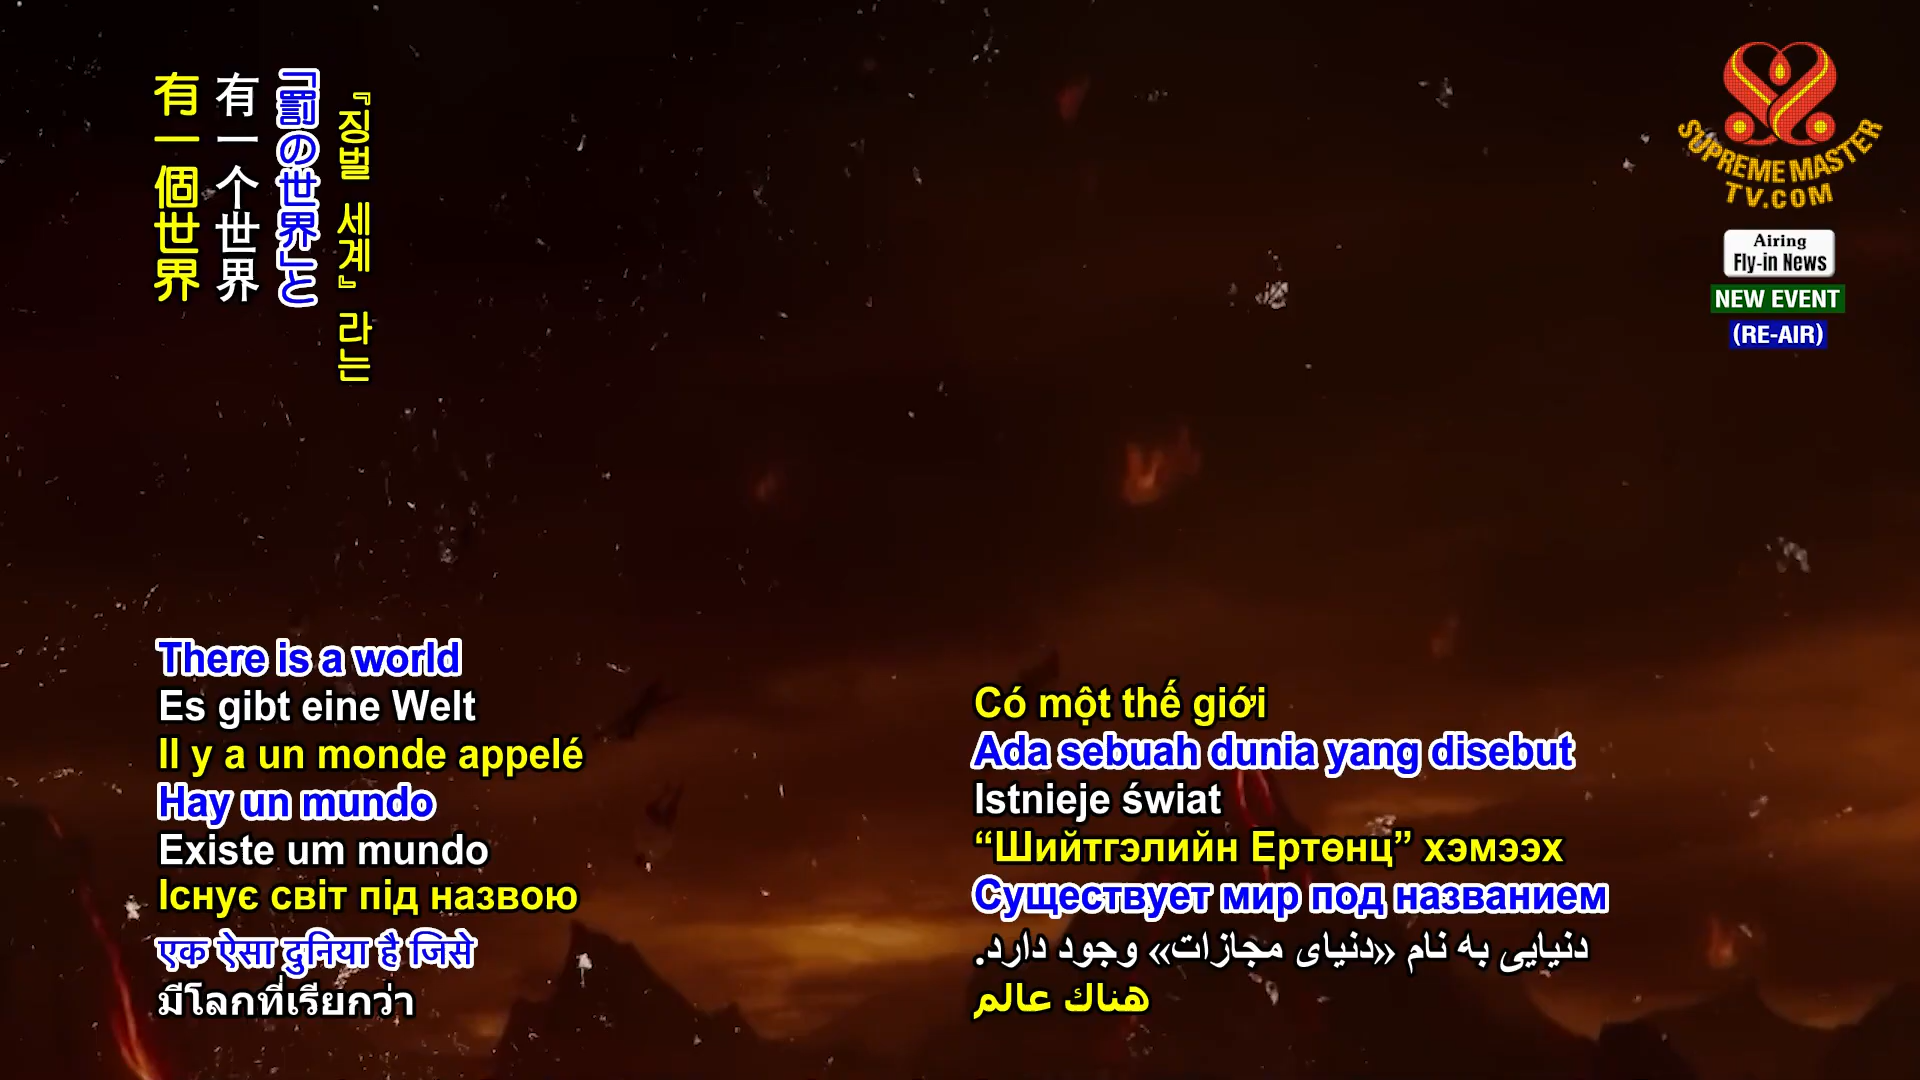 有一個世界
有一个世界
「罰の世界」と
『징벌 세계』라는
SUPREME MASTER
TV.COM
Airing
Fly-in News
NEW EVENT
(RE-AIR)
There is a world
Es gibt eine Welt
Il y a un monde appelé
Hay un mundo
Existe um mundo
Існує світ під назвою
एक ऐसा दुनिया है जिसे
มีโลกที่เรียกว่า
Có một thế giới
Ada sebuah dunia yang disebut
Istnieje świat
“Шийтгэлийн Ертөнц” хэмээх
Существует мир под названием
دنیایی به نام «دنیای مجازات» وجود دارد.
هناك عالم